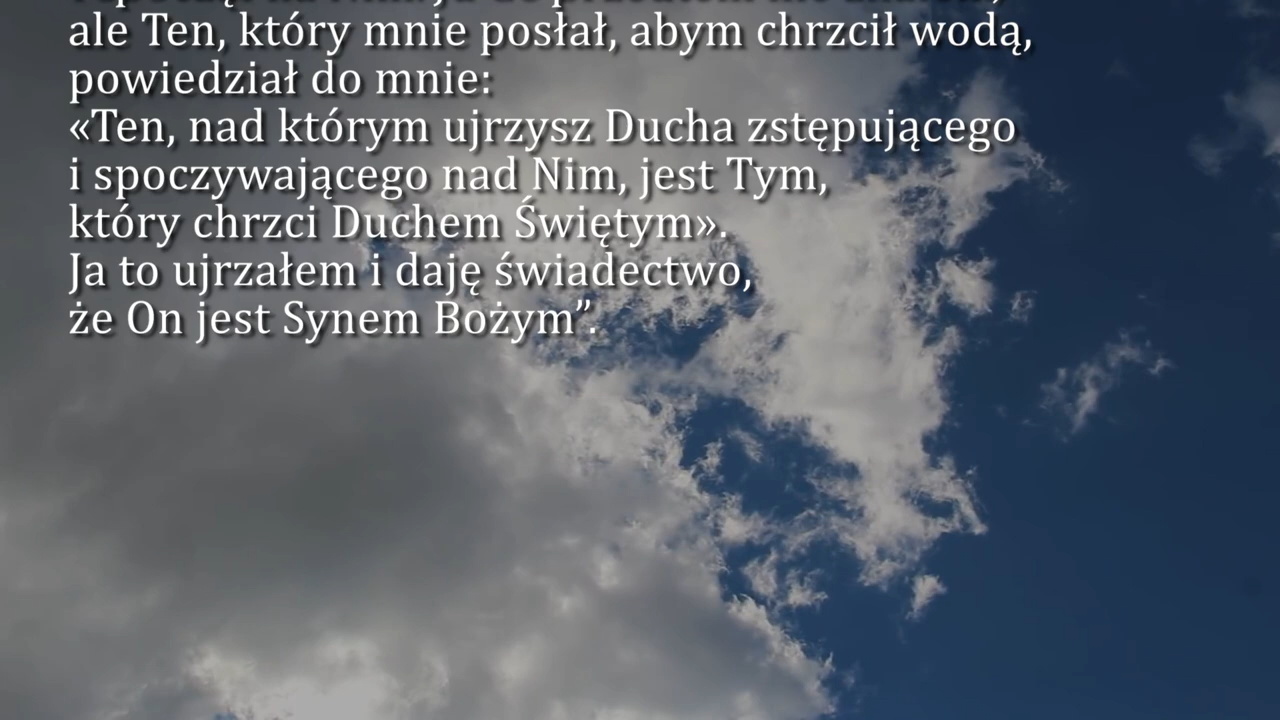 ale Ten, który mnie posłał, abym chrzcił wodą,
powiedział do mnie:
«Ten, nad którym ujrzysz Ducha zstępującego
i spoczywającego nad Nim, jest Tym,
który chrzci Duchem Świętym».
Ja to ujrzałem i daję świadectwo,
że On jest Synem Bożym”.